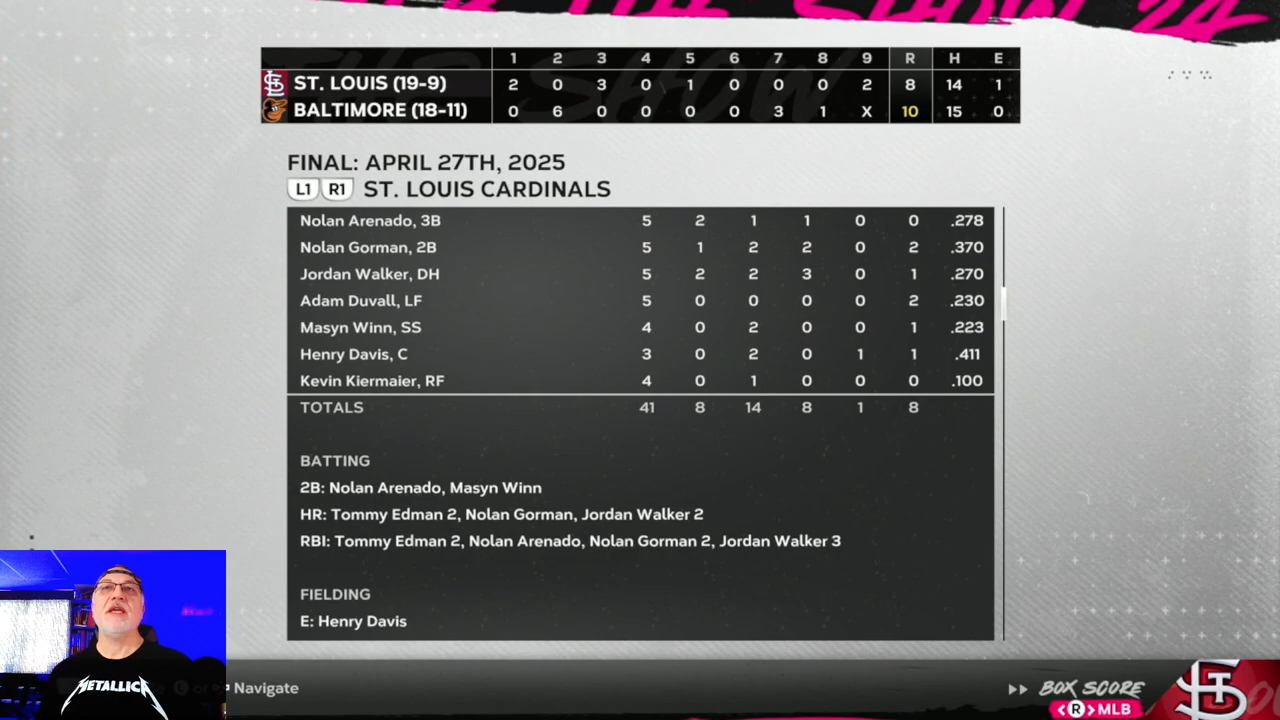 THE SHOW 24
1 2 3 4 5 6 7 8 9 R H E
ST. LOUIS (19-9) 2 0 3 0 1 0 0 0 2 8 14 1
BALTIMORE (18-11) 0 6 0 0 0 0 3 1 X 10 15 0
FINAL: APRIL 27TH, 2025
L1 R1 ST. LOUIS CARDINALS
Nolan Arenado, 3B 5 2 1 1 0 0 .278
Nolan Gorman, 2B 5 1 2 2 0 2 .370
Jordan Walker, DH 5 2 2 3 0 1 .270
Adam Duvall, LF 5 0 0 0 0 2 .230
Masyn Winn, SS 4 0 2 0 0 1 .223
Henry Davis, C 3 0 2 0 1 1 .411
Kevin Kiermaier, RF 4 0 1 0 0 0 .100
TOTALS 41 8 14 8 1 8
BATTING
2B: Nolan Arenado, Masyn Winn
HR: Tommy Edman 2, Nolan Gorman, Jordan Walker 2
RBI: Tommy Edman 2, Nolan Arenado, Nolan Gorman 2, Jordan Walker 3
FIELDING
E: Henry Davis
METALLICA
L or Navigate
BOX SCORE
R MLB